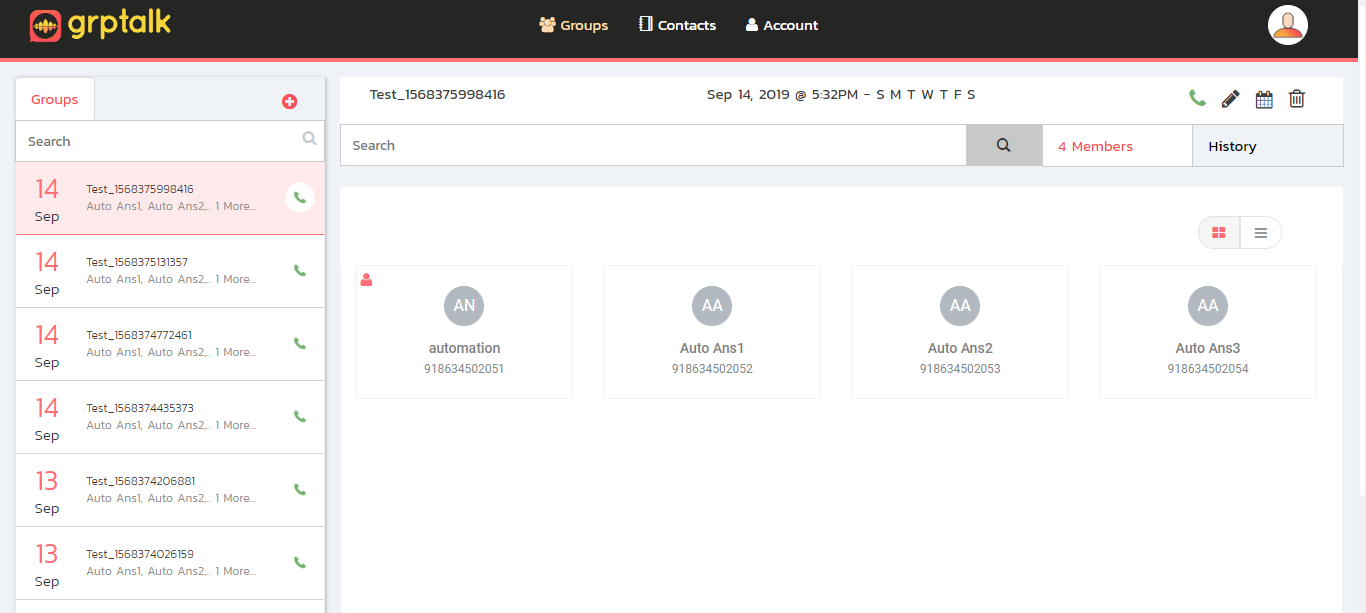 grptalk
Groups Contacts Account
Groups
Search
14 Sep
Test_1568375998416
Auto Ans1, Auto Ans2,.. 1 More...
14 Sep
Test_1568375131357
Auto Ans1, Auto Ans2,.. 1 More...
14 Sep
Test_1568374772461
Auto Ans1, Auto Ans2,.. 1 More...
14 Sep
Test_1568374435373
Auto Ans1, Auto Ans2,.. 1 More...
13 Sep
Test_1568374206881
Auto Ans1, Auto Ans2,.. 1 More...
13 Sep
Test_1568374026159
Auto Ans1, Auto Ans2,.. 1 More...
Test_1568375998416 Sep 14, 2019 @ 5:32PM - S M T W T F S
Search 4 Members History
AN
automation
918634502051
AA
Auto Ans1
918634502052
AA
Auto Ans2
918634502053
AA
Auto Ans3
918634502054